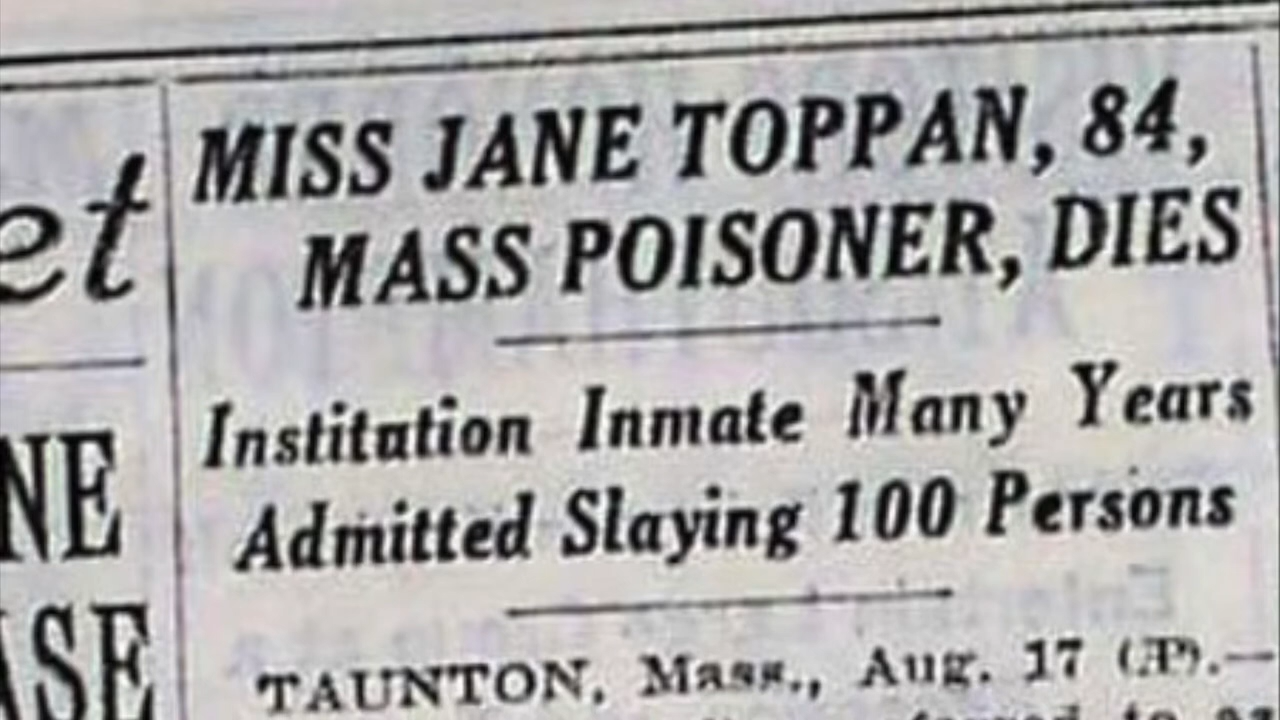 et
MISS JANE TOPPAN, 84,
MASS POISONER, DIES
Institution Inmate Many Years
Admitted Slaying 100 Persons
NE
ASE
TAUNTON, Mass., Aug. 17 (AP).—